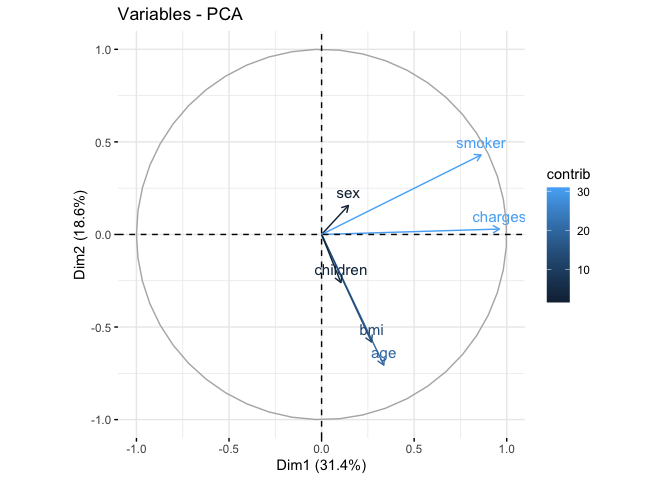 Variables - PCA
1.0
0.5
0.0
-0.5
-1.0
Dim2 (18.6%)
smoker
sex
charges
children
bmi
age
-1.0
-0.5
0.0
0.5
1.0
Dim1 (31.4%)
contrib
30
20
10